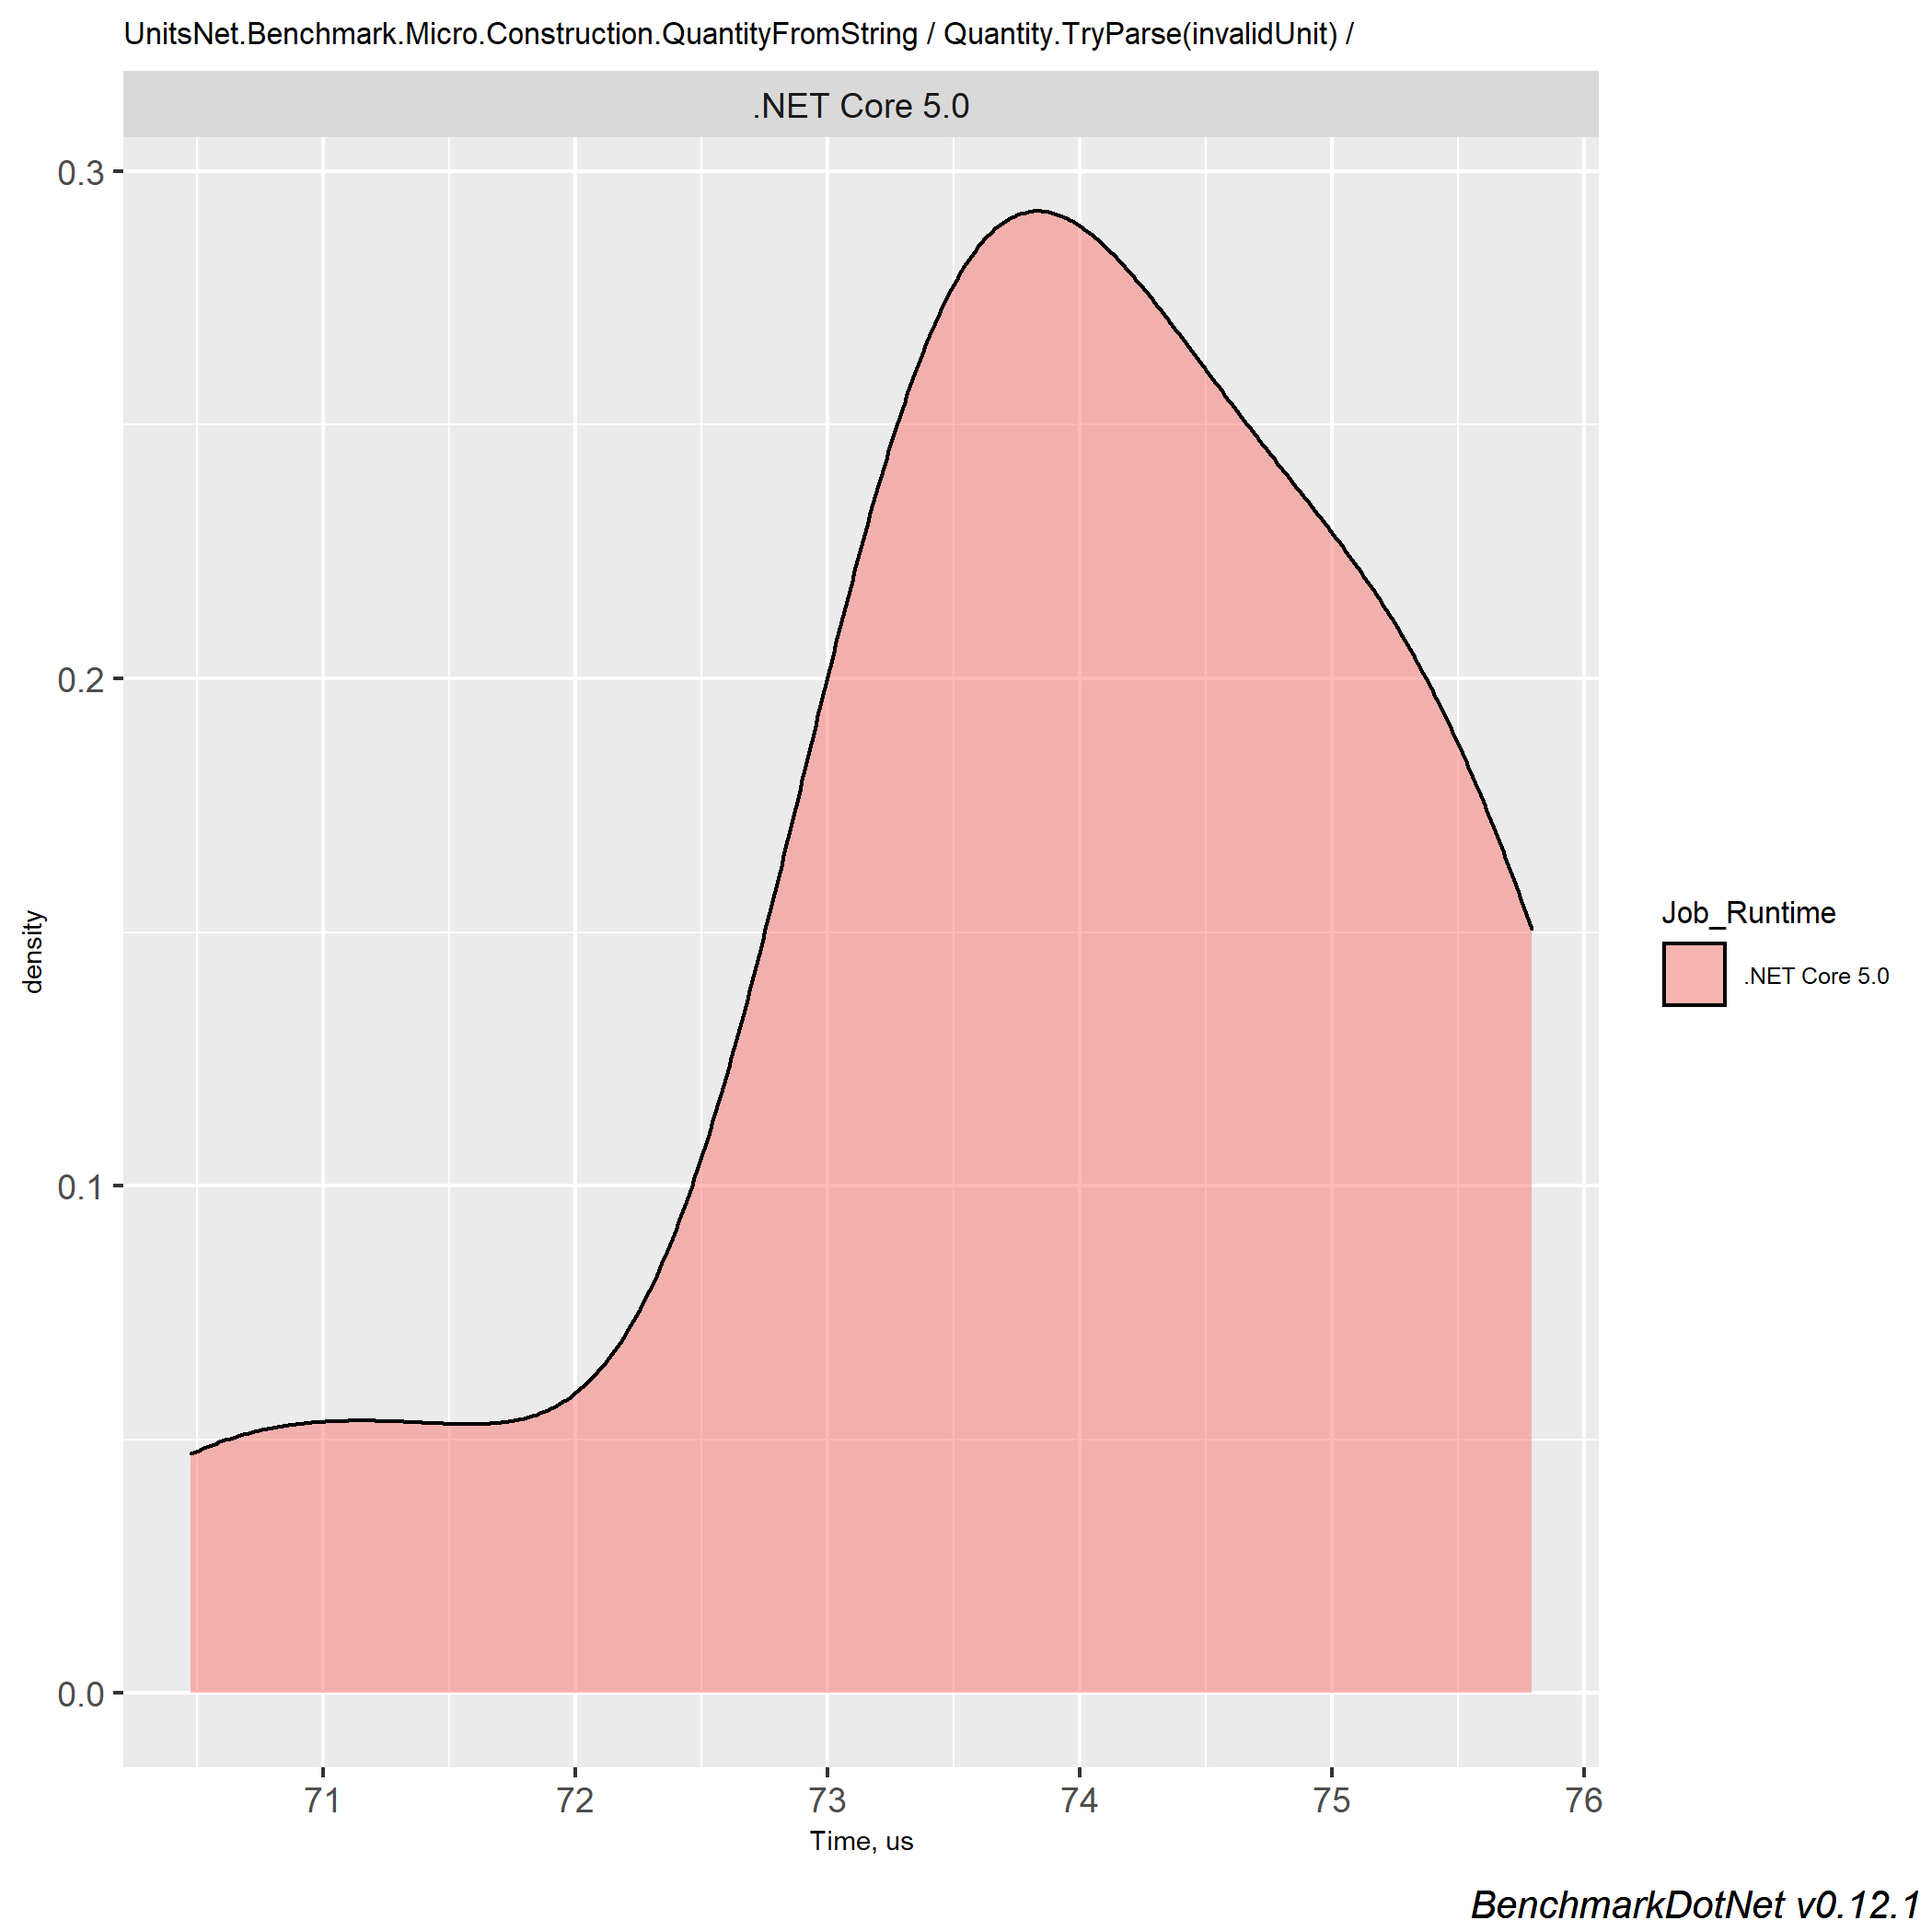 UnitsNet.Benchmark.Micro.Construction.QuantityFromString / Quantity.TryParse(invalidUnit) /
.NET Core 5.0
0.3
0.2
0.1
0.0
density
71 72 73 74 75 76
Time, us
Job_Runtime
.NET Core 5.0
BenchmarkDotNet v0.12.1